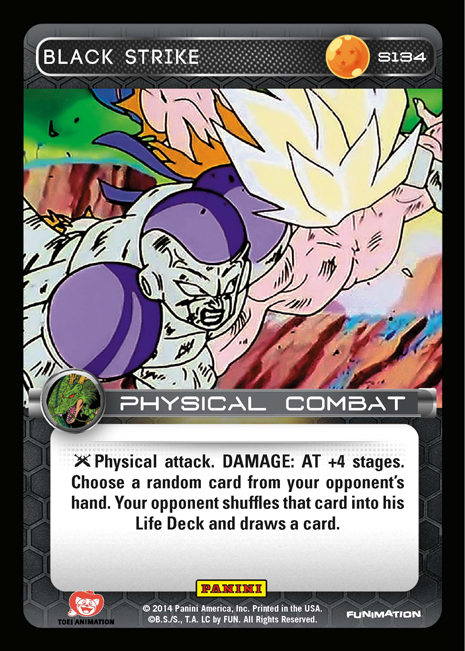 BLACK STRIKE
S134
PHYSICAL COMBAT
Physical attack. DAMAGE: AT +4 stages.
Choose a random card from your opponent's
hand. Your opponent shuffles that card into his
Life Deck and draws a card.
PANINI
© 2014 Panini America, Inc. Printed in the USA.
©B.S./S., T.A. LC by FUN. All Rights Reserved.
TOEI ANIMATION
FUNIMATION